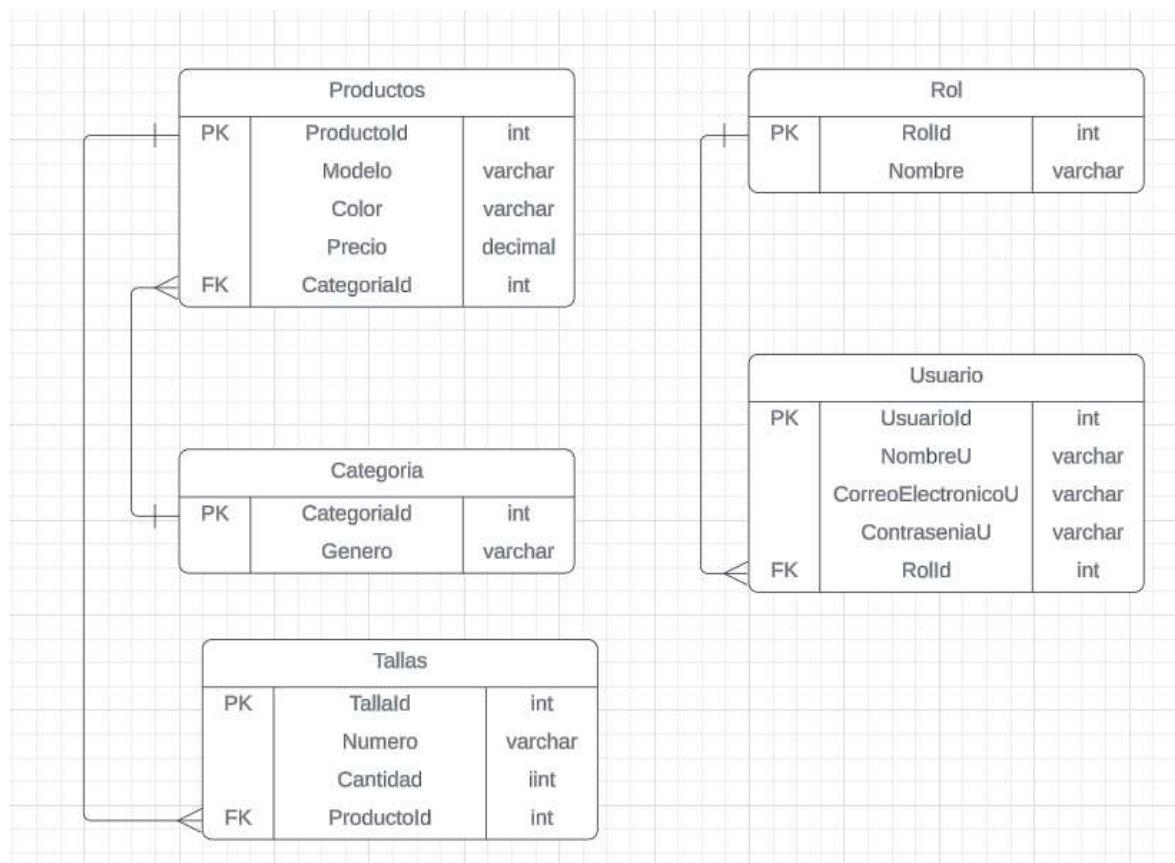 Productos
PK ProductoId int
Modelo varchar
Color varchar
Precio decimal
FK CategoriaId int
Rol
PK RolId int
Nombre varchar
Usuario
PK UsuarioId int
NombreU varchar
CorreoElectronicoU varchar
ContraseniaU varchar
FK RolId int
Categoria
PK CategoriaId int
Genero varchar
Tallas
PK TallaId int
Numero varchar
Cantidad iint
FK ProductoId int